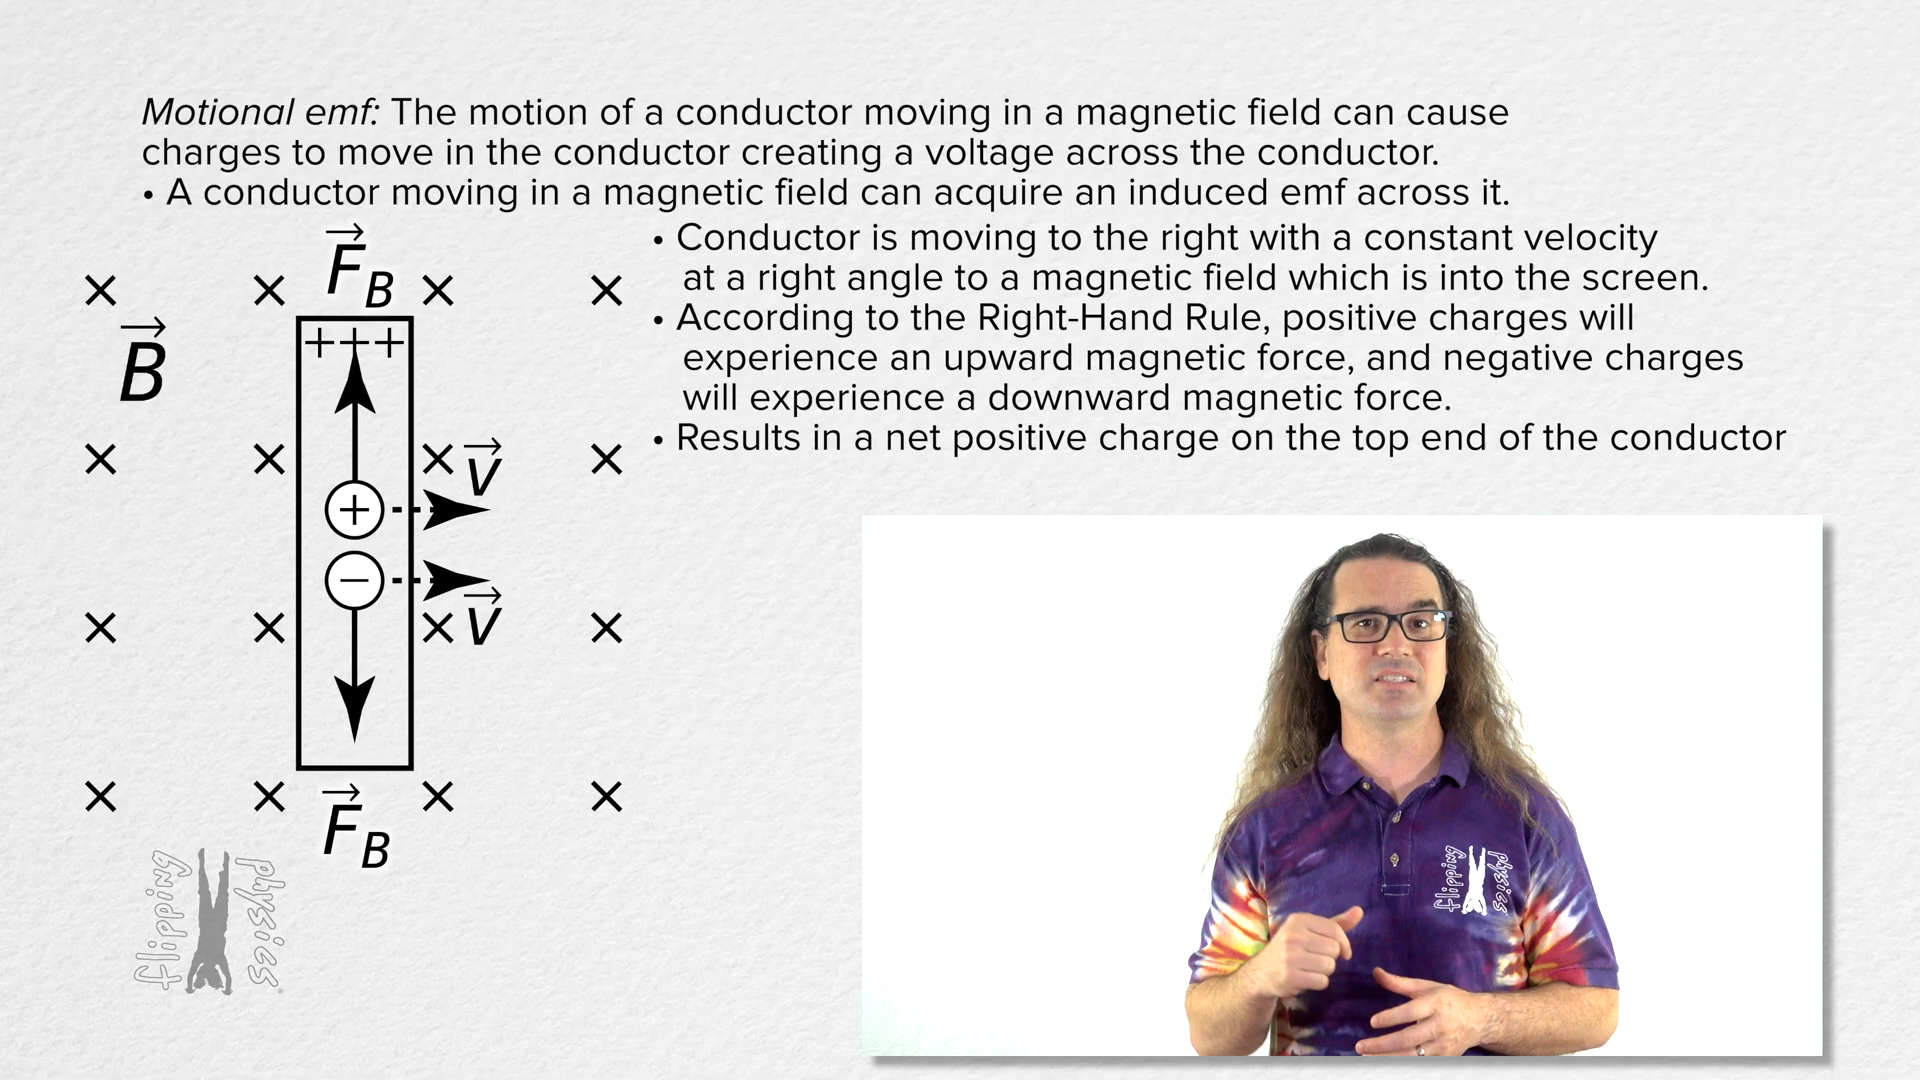 Motional emf: The motion of a conductor moving in a magnetic field can cause
charges to move in the conductor creating a voltage across the conductor.
• A conductor moving in a magnetic field can acquire an induced emf across it.
• Conductor is moving to the right with a constant velocity
at a right angle to a magnetic field which is into the screen.
• According to the Right-Hand Rule, positive charges will
experience an upward magnetic force, and negative charges
will experience a downward magnetic force.
• Results in a net positive charge on the top end of the conductor
F⃗B
× × × ×
B⃗
+++
× × × ×
v⃗
+
−
× × × ×
v⃗
× × × ×
F⃗B
flipping physics
flipping physics